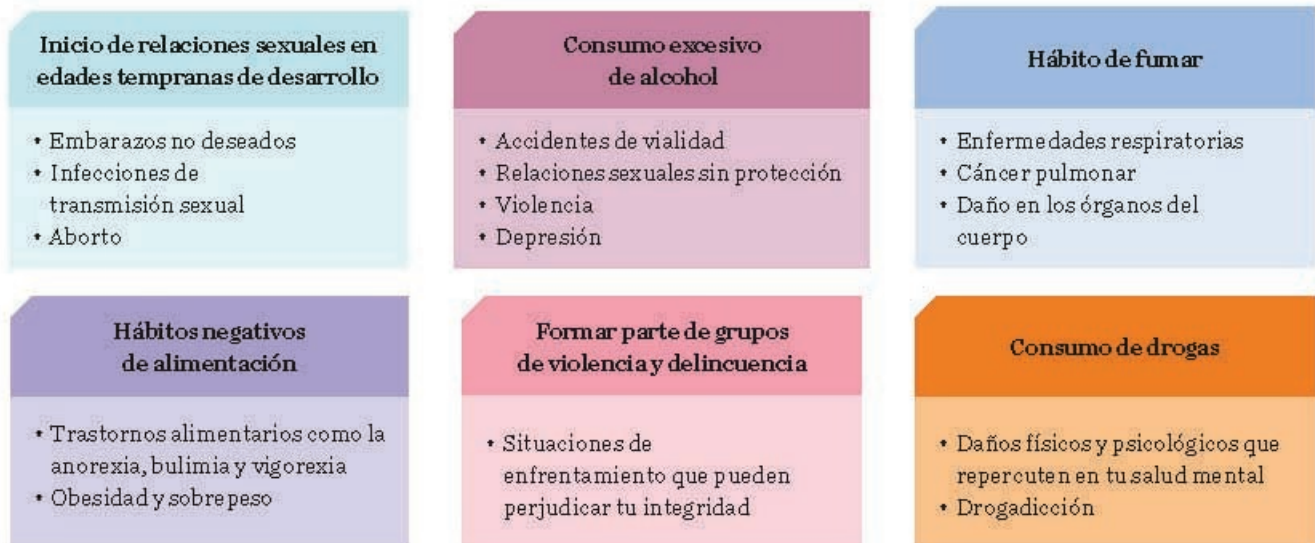 Inicio de relaciones sexuales en
edades tempranas de desarrollo
• Embarazos no deseados
• Infecciones de
transmisión sexual
• Aborto
Consumo excesivo
de alcohol
• Accidentes de vialidad
• Relaciones sexuales sin protección
• Violencia
• Depresión
Hábito de fumar
• Enfermedades respiratorias
• Cáncer pulmonar
• Daño en los órganos del
cuerpo
Hábitos negativos
de alimentación
• Trastornos alimentarios como la
anorexia, bulimia y vigorexia
• Obesidad y sobrepeso
Formar parte de grupos
de violencia y delincuencia
• Situaciones de
enfrentamiento que pueden
perjudicar tu integridad
Consumo de drogas
• Daños físicos y psicológicos que
repercuten en tu salud mental
• Drogadicción